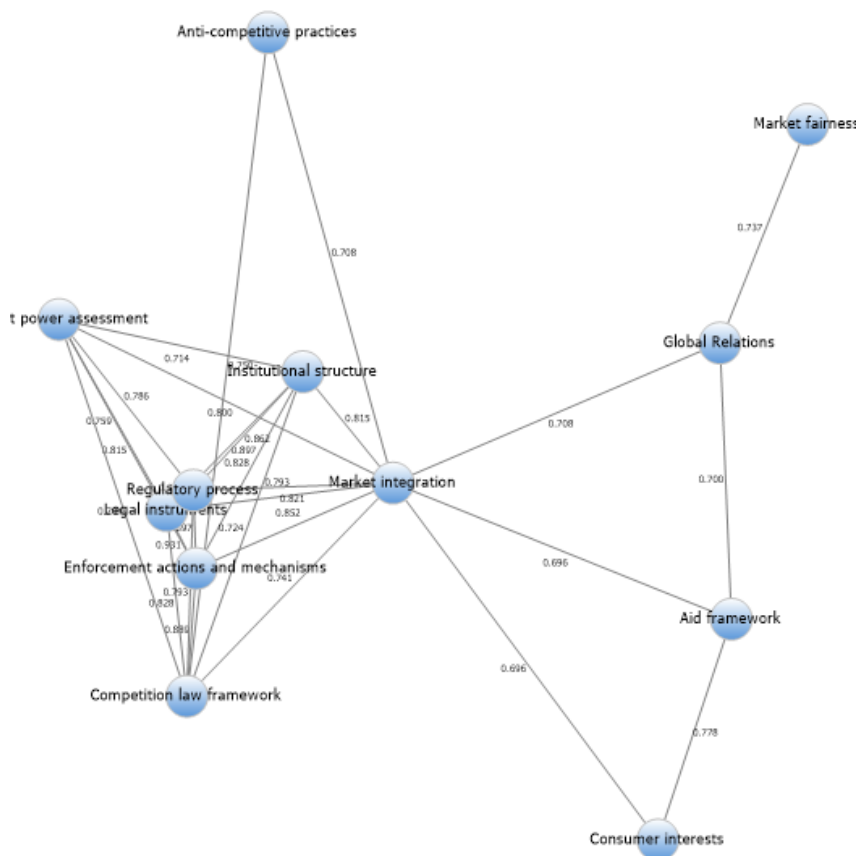 Anti-competitive practices
Market fairness
0.737
0.708
t power assessment
Global Relations
0.714
Institutional structure
0.786
0.800
0.759
0.815
0.708
0.862
0.815
0.897
0.828
0.700
Regulatory process
0.793
Market integration
0.821
Legal instruments
0.852
0.724
0.931
0.696
Enforcement actions and mechanisms
0.741
0.793
0.828
Aid framework
0.889
0.696
Competition law framework
0.778
Consumer interests